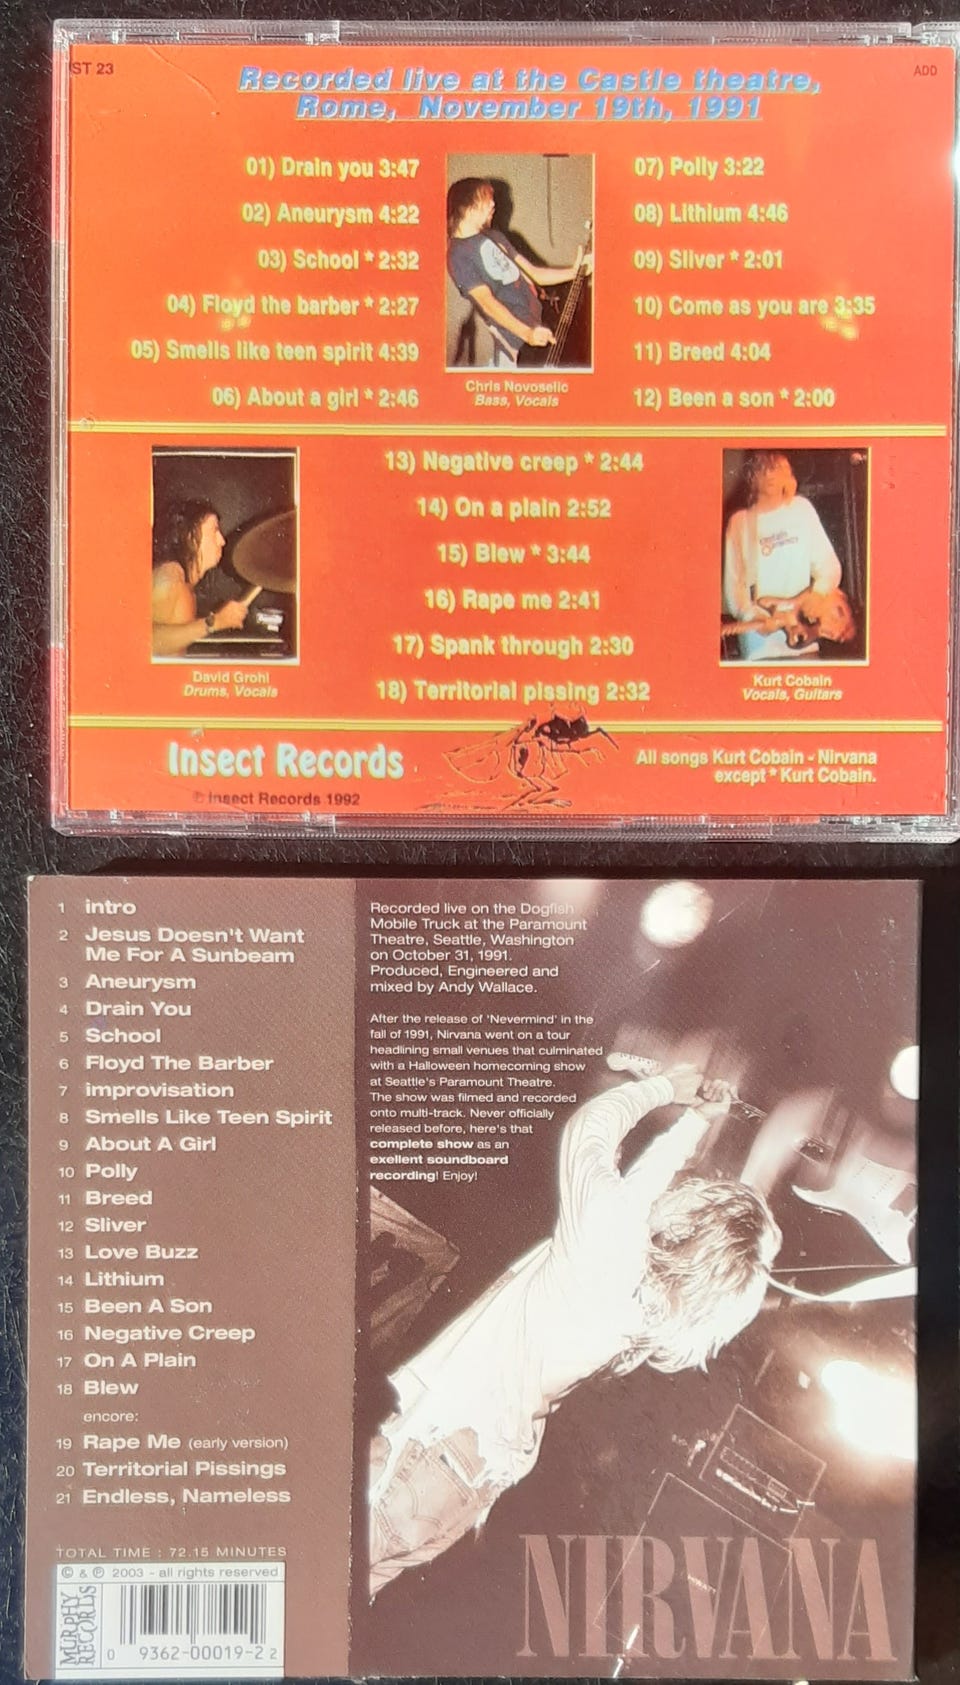 ST 23
ADD
Recorded live at the Castle theatre,
Rome, November 19th, 1991
01) Drain you 3:47
02) Aneurysm 4:22
03) School * 2:32
04) Floyd the barber * 2:27
05) Smells like teen spirit 4:39
06) About a girl * 2:46
Chris Novoselic
Bass, Vocals
07) Polly 3:22
08) Lithium 4:46
09) Sliver * 2:01
10) Come as you are 3:35
11) Breed 4:04
12) Been a son * 2:00
13) Negative creep * 2:44
14) On a plain 2:52
15) Blew * 3:44
16) Rape me 2:41
17) Spank through 2:30
18) Territorial pissing 2:32
David Grohl
Drums, Vocals
Kurt Cobain
Vocals, Guitars
Insect Records
© Insect Records 1992
All songs Kurt Cobain - Nirvana
except * Kurt Cobain.
1 intro
2 Jesus Doesn't Want
Me For A Sunbeam
3 Aneurysm
4 Drain You
5 School
6 Floyd The Barber
7 improvisation
8 Smells Like Teen Spirit
9 About A Girl
10 Polly
11 Breed
12 Sliver
13 Love Buzz
14 Lithium
15 Been A Son
16 Negative Creep
17 On A Plain
18 Blew
encore:
19 Rape Me (early version)
20 Territorial Pissings
21 Endless, Nameless
TOTAL TIME : 72.15 MINUTES
© & ℗ 2003 - all rights reserved
MURPHY
RECORDS
0 9362-00019-2 2
Recorded live on the Dogfish
Mobile Truck at the Paramount
Theatre, Seattle, Washington
on October 31, 1991.
Produced, Engineered and
mixed by Andy Wallace.
After the release of 'Nevermind' in the
fall of 1991, Nirvana went on a tour
headlining small venues that culminated
with a Halloween homecoming show
at Seattle's Paramount Theatre.
The show was filmed and recorded
onto multi-track. Never officially
released before, here's that
complete show as an
exellent soundboard
recording! Enjoy!
NIRVANA